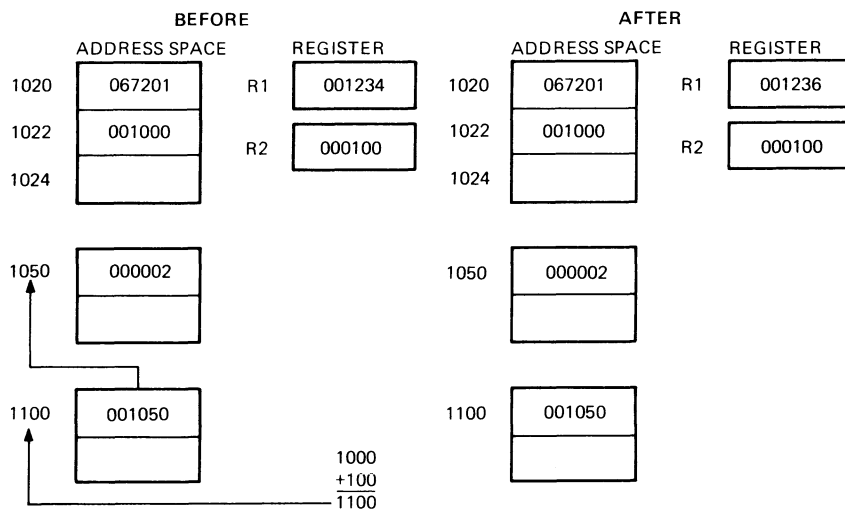 BEFORE
ADDRESS SPACE REGISTER
1020 067201 R1 001234
1022 001000
R2 000100
1024
1050 000002
1100 001050
1000
+100
1100
AFTER
ADDRESS SPACE REGISTER
1020 067201 R1 001236
1022 001000
R2 000100
1024
1050 000002
1100 001050